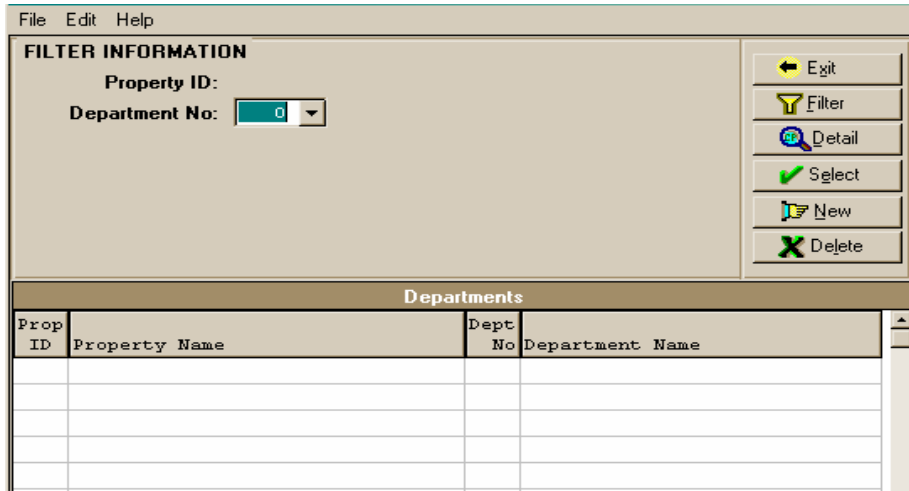 File Edit Help
FILTER INFORMATION
Property ID:
Department No: 0
Exit
Filter
Detail
Select
New
Delete
Departments
Prop ID Property Name Dept No Department Name